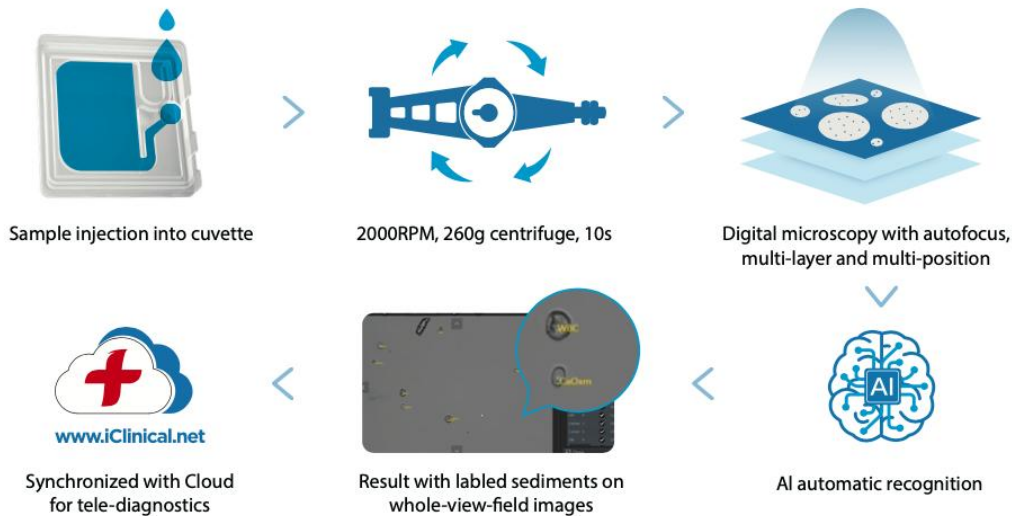 Sample injection into cuvette
2000RPM, 260g centrifuge, 10s
Digital microscopy with autofocus,
multi-layer and multi-position
AI
AI automatic recognition
WBC
CaOxm
Result with labled sediments on
whole-view-field images
www.iClinical.net
Synchronized with Cloud
for tele-diagnostics